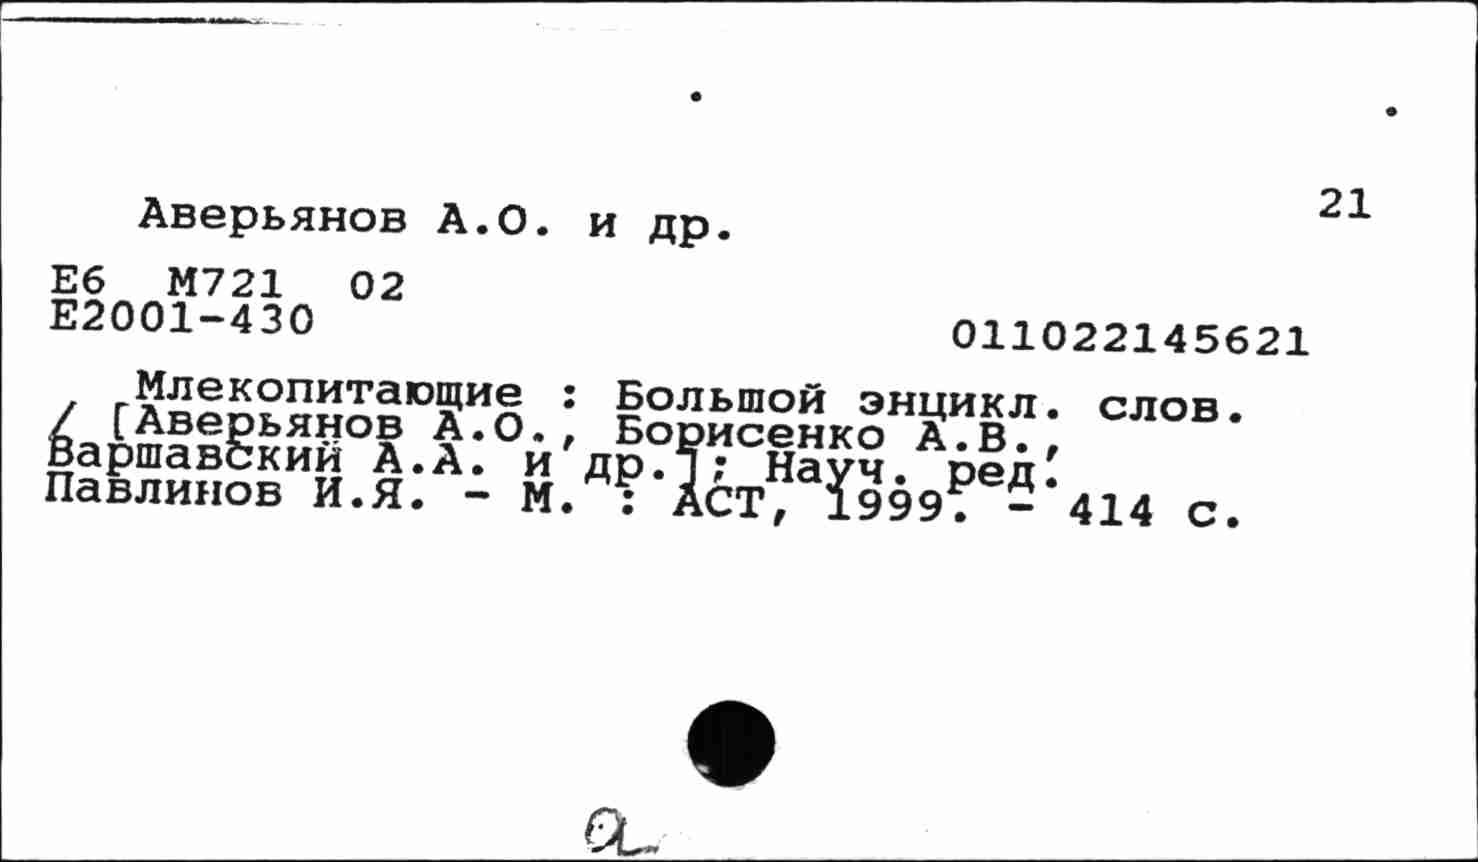 21
Аверьянов А.О. и др.
Е6 М721 02
Е2001-430
011022145621
Млекопитающие : Большой энцикл. слов.
/ [Аверьянов А.О., Борисенко А.В.,
Варшавский А.А. и др.]; Науч. ред.
Павлинов И.Я. - М. : АСТ, 1999. - 414 с.